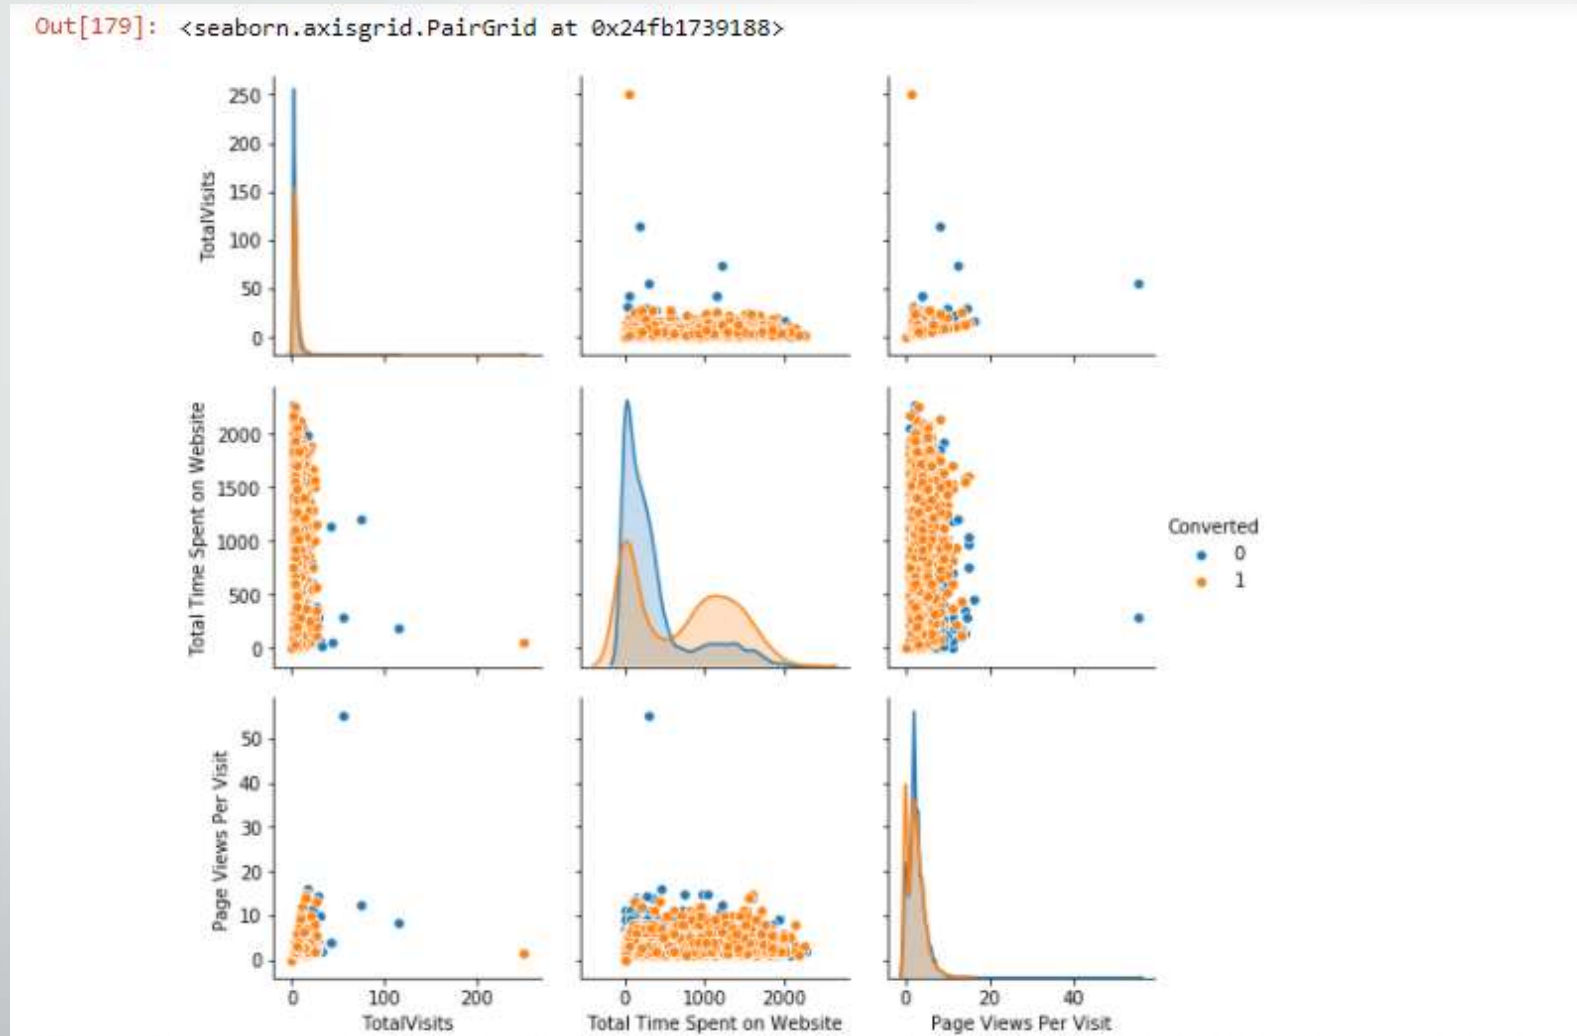 Out[179]: <seaborn.axisgrid.PairGrid at 0x24fb1739188>
250
200
150
100
50
0
TotalVisits
2000
1500
1000
500
0
Total Time Spent on Website
Converted
0
1
50
40
30
20
10
0
Page Views Per Visit
0 100 200
TotalVisits
0 1000 2000
Total Time Spent on Website
0 20 40
Page Views Per Visit